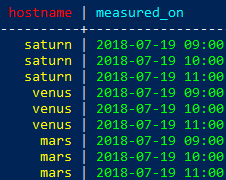 hostname | measured_on
---------+-----------------
saturn | 2018-07-19 09:00
saturn | 2018-07-19 10:00
saturn | 2018-07-19 11:00
venus | 2018-07-19 09:00
venus | 2018-07-19 10:00
venus | 2018-07-19 11:00
mars | 2018-07-19 09:00
mars | 2018-07-19 10:00
mars | 2018-07-19 11:00